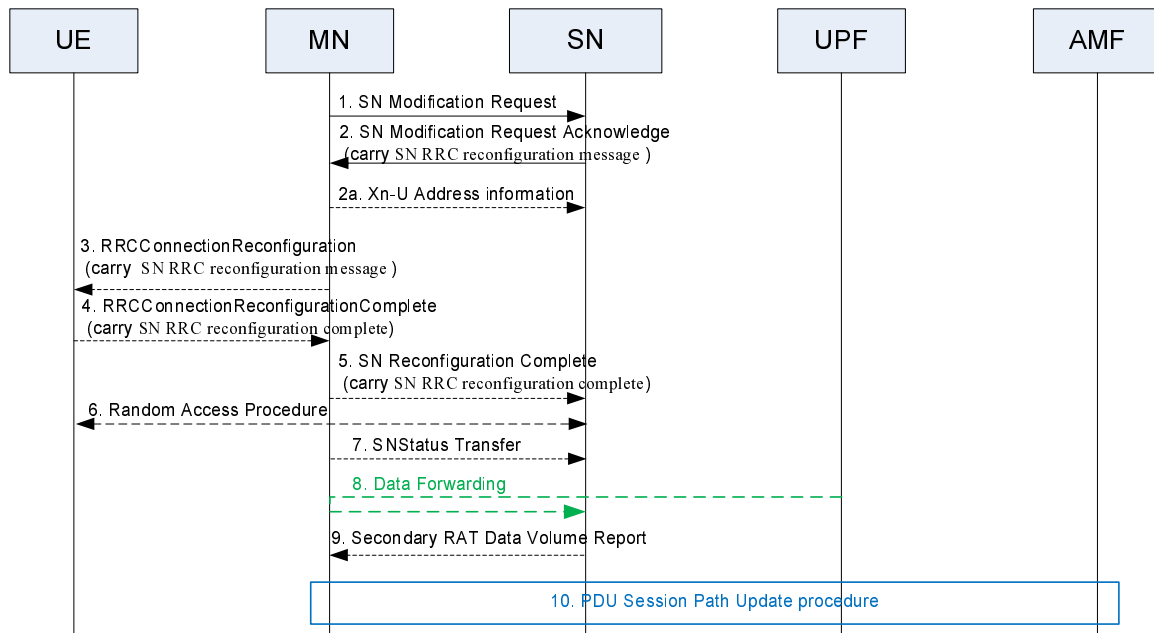 UE
MN
SN
UPF
AMF
1. SN Modification Request
2. SN Modification Request Acknowledge
(carry SN RRC reconfiguration message )
2a. Xn-U Address information
3. RRCConnectionReconfiguration
(carry SN RRC reconfiguration message )
4. RRCConnectionReconfigurationComplete
(carry SN RRC reconfiguration complete)
5. SN Reconfiguration Complete
(carry SN RRC reconfiguration complete)
6. Random Access Procedure
7. SNStatus Transfer
8. Data Forwarding
9. Secondary RAT Data Volume Report
10. PDU Session Path Update procedure